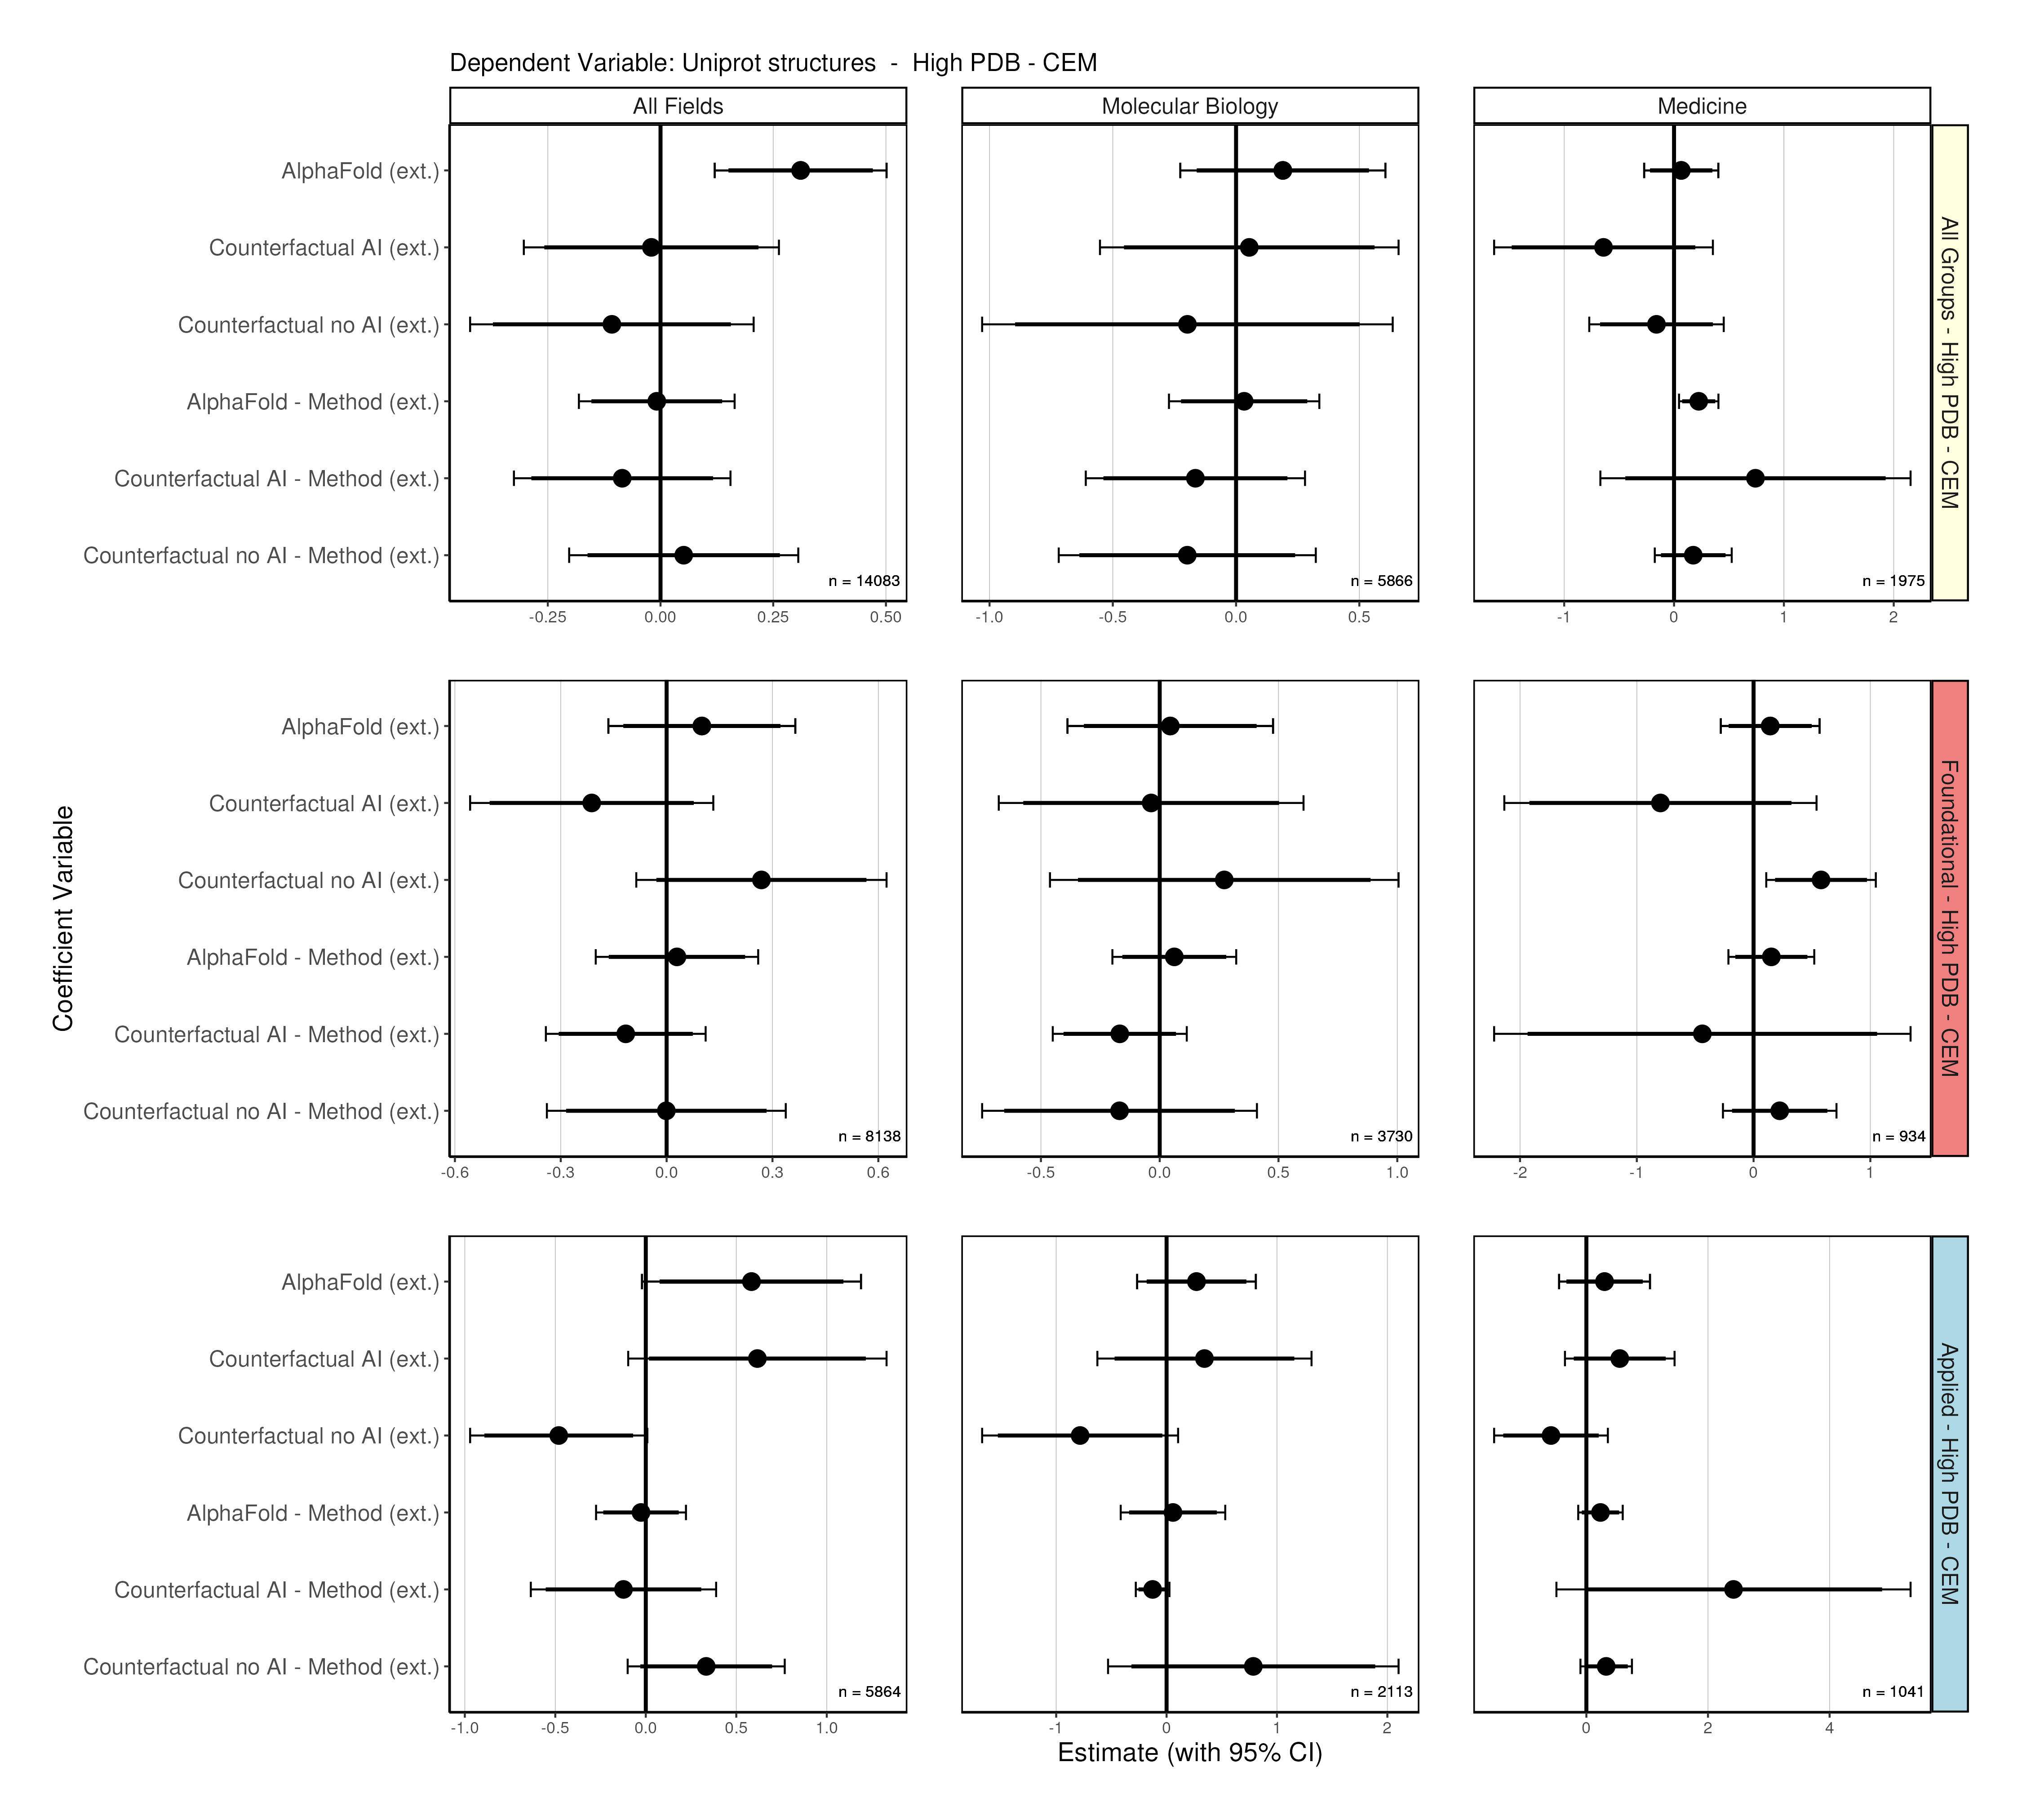 Dependent Variable: Uniprot structures  -  High PDB - CEM
All Fields
Molecular Biology
Medicine
AlphaFold (ext.)
Counterfactual AI (ext.)
Counterfactual no AI (ext.)
AlphaFold - Method (ext.)
Counterfactual AI - Method (ext.)
Counterfactual no AI - Method (ext.)
n = 14083
n = 5866
n = 1975
-0.25 0.00 0.25 0.50
-1.0 -0.5 0.0 0.5
-1 0 1 2
All Groups - High PDB - CEM
Coefficient Variable
AlphaFold (ext.)
Counterfactual AI (ext.)
Counterfactual no AI (ext.)
AlphaFold - Method (ext.)
Counterfactual AI - Method (ext.)
Counterfactual no AI - Method (ext.)
n = 8138
n = 3730
n = 934
-0.6 -0.3 0.0 0.3 0.6
-0.5 0.0 0.5 1.0
-2 -1 0 1
Foundational - High PDB - CEM
AlphaFold (ext.)
Counterfactual AI (ext.)
Counterfactual no AI (ext.)
AlphaFold - Method (ext.)
Counterfactual AI - Method (ext.)
Counterfactual no AI - Method (ext.)
n = 5864
n = 2113
n = 1041
-1.0 -0.5 0.0 0.5 1.0
-1 0 1 2
0 2 4
Applied - High PDB - CEM
Estimate (with 95% CI)